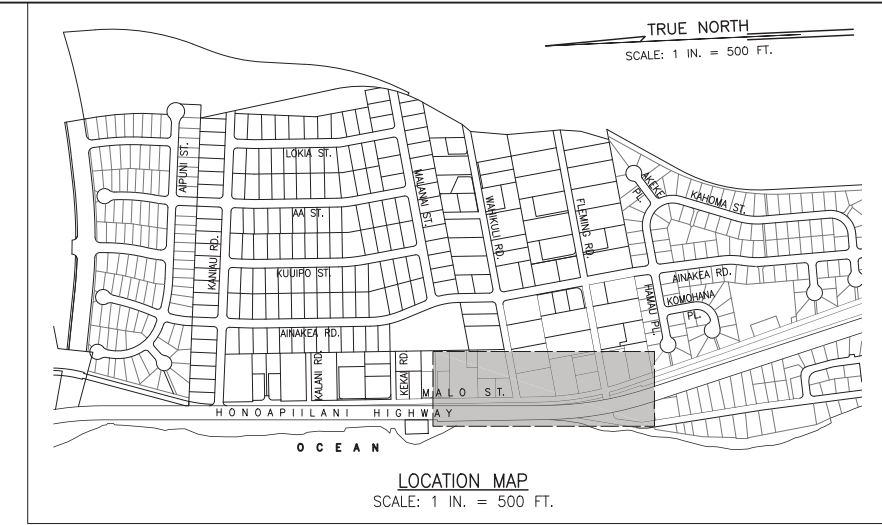 TRUE NORTH
SCALE: 1 IN. = 500 FT.
LOKIA ST.
AIPUNI ST.
MALANAI ST.
WAHIKULI RD.
FLEMING RD.
AKEKE PL.
KAHOMA ST.
AA ST.
KANIAU RD.
KUUIPO ST.
AINAKEA RD.
HAMAU PL.
KOMOHANA PL.
AINAKEA RD.
KALANI RD.
KEKAI RD.
MALO ST.
HONOAPIILANI HIGHWAY
OCEAN
LOCATION MAP
SCALE: 1 IN. = 500 FT.